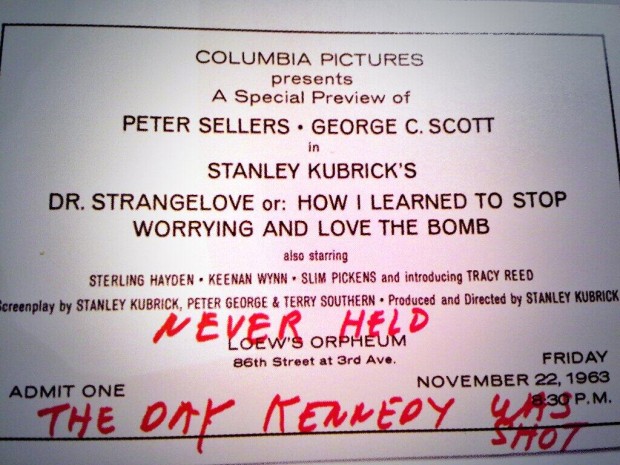 COLUMBIA PICTURES
presents
A Special Preview of
PETER SELLERS • GEORGE C. SCOTT
in
STANLEY KUBRICK'S
DR. STRANGELOVE or: HOW I LEARNED TO STOP
WORRYING AND LOVE THE BOMB
also starring
STERLING HAYDEN • KEENAN WYNN • SLIM PICKENS and introducing TRACY REED
Screenplay by STANLEY KUBRICK, PETER GEORGE & TERRY SOUTHERN • Produced and Directed by STANLEY KUBRICK
NEVER HELD
LOEW'S ORPHEUM
86th Street at 3rd Ave.
FRIDAY
NOVEMBER 22, 1963
ADMIT ONE
8:30 P.M.
THE DAY KENNEDY WAS
SHOT